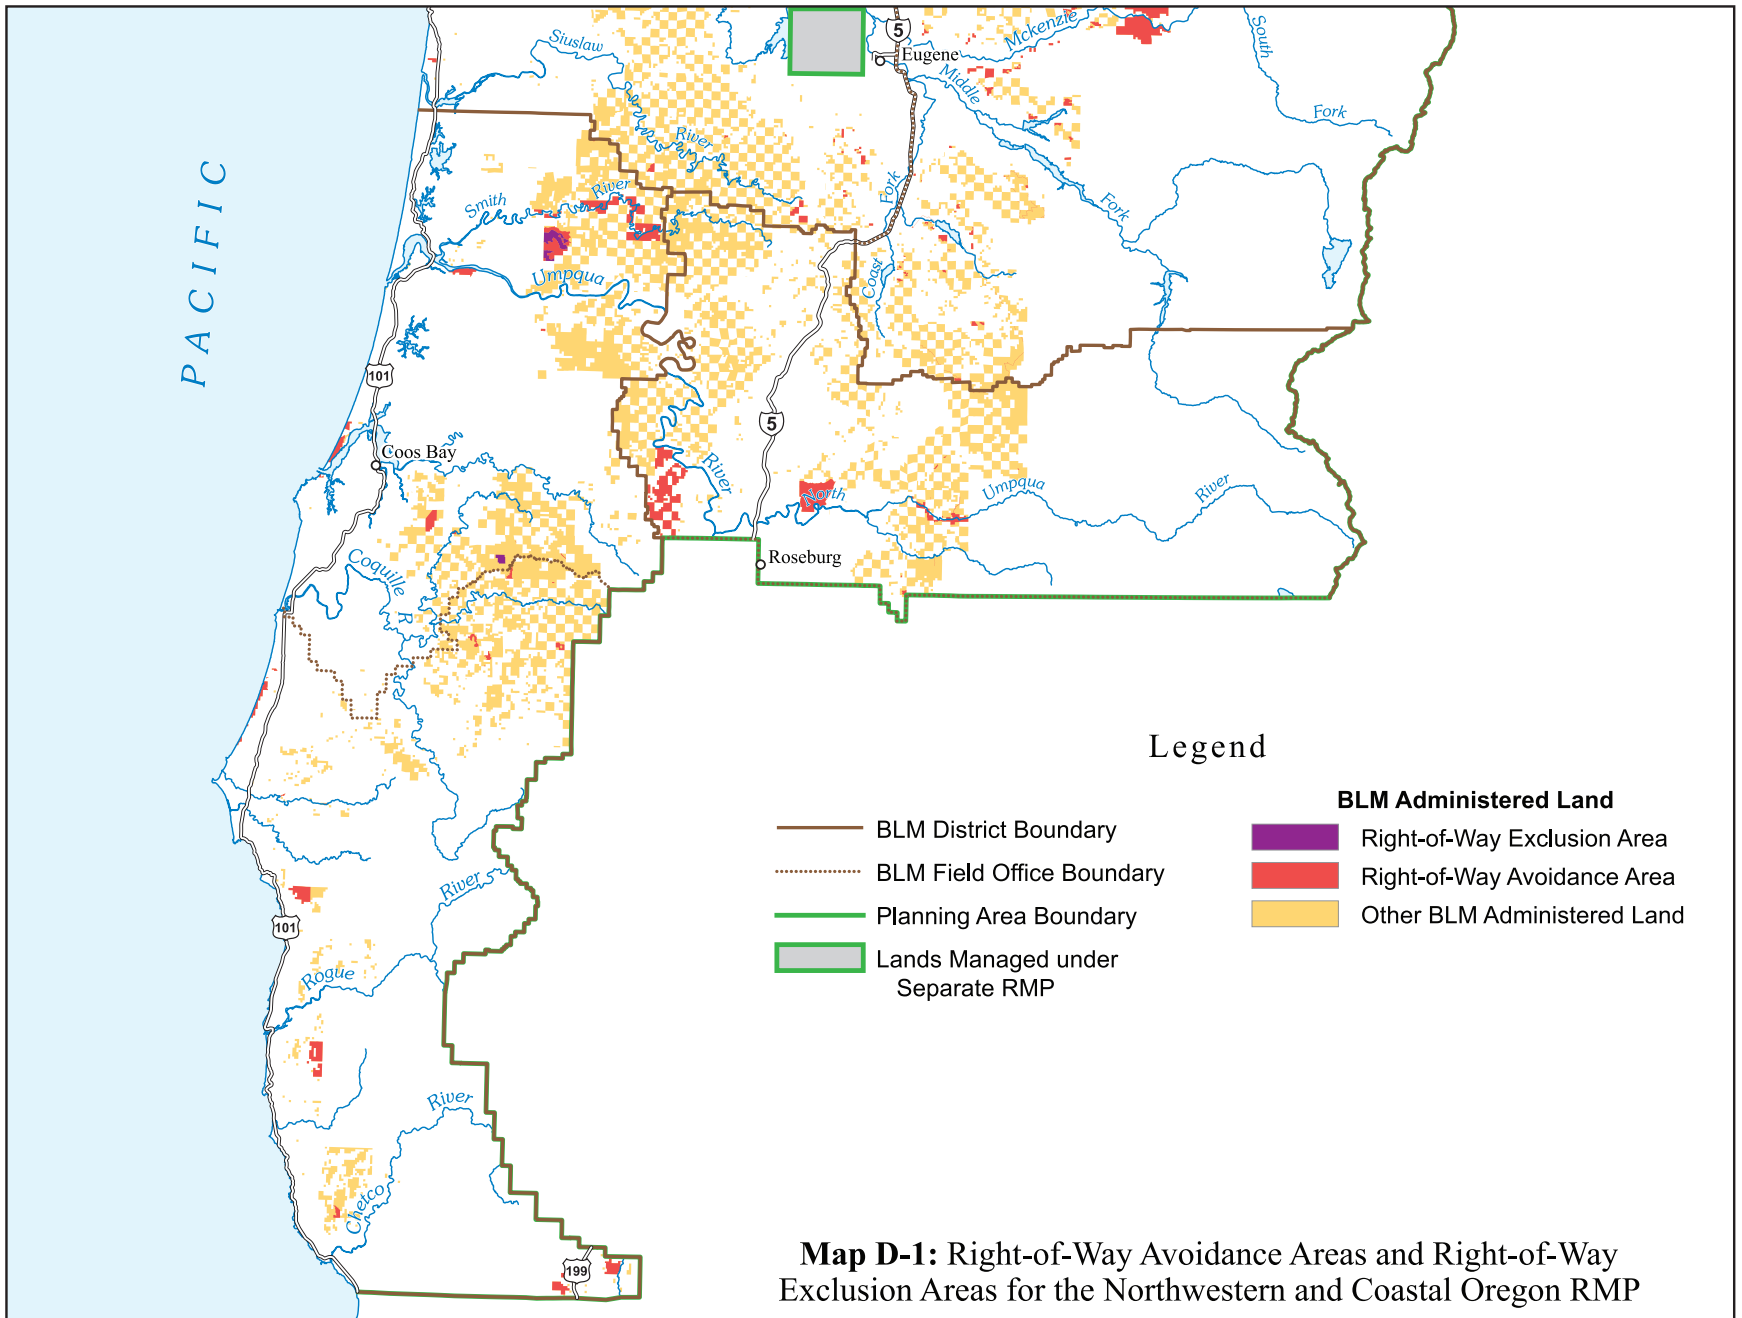 Siuslaw
River
5
Eugene
Mckenzie
South
Fork
Middle
Fork
Fork
Coast
PACIFIC
Smith
River
Umpqua
101
5
Coos Bay
River
North
Umpqua
River
Roseburg
Coquille
R
Legend
BLM District Boundary
BLM Field Office Boundary
Planning Area Boundary
Lands Managed under
Separate RMP
BLM Administered Land
Right-of-Way Exclusion Area
Right-of-Way Avoidance Area
Other BLM Administered Land
River
101
Rogue
River
Chetco
199
Map D-1: Right-of-Way Avoidance Areas and Right-of-Way
Exclusion Areas for the Northwestern and Coastal Oregon RMP